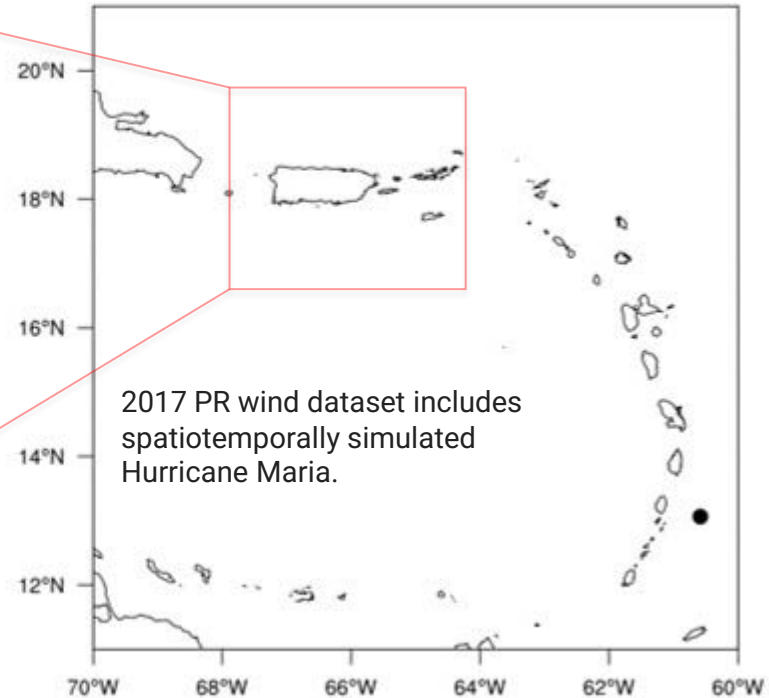 20°N
18°N
16°N
2017 PR wind dataset includes
spatiotemporally simulated
Hurricane Maria.
14°N
12°N
70°W 68°W 66°W 64°W 62°W 60°W